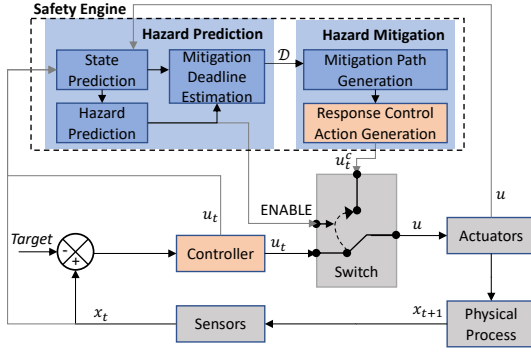 Safety Engine
Hazard Prediction
Hazard Mitigation
State
Prediction
Mitigation
Deadline
Estimation
𝒟
Mitigation Path
Generation
Hazard
Prediction
Response Control
Action Generation
u_t^c
u
u_t
ENABLE
Target
-
+
Controller
u_t
Switch
u
Actuators
x_t
Sensors
x_{t+1}
Physical
Process